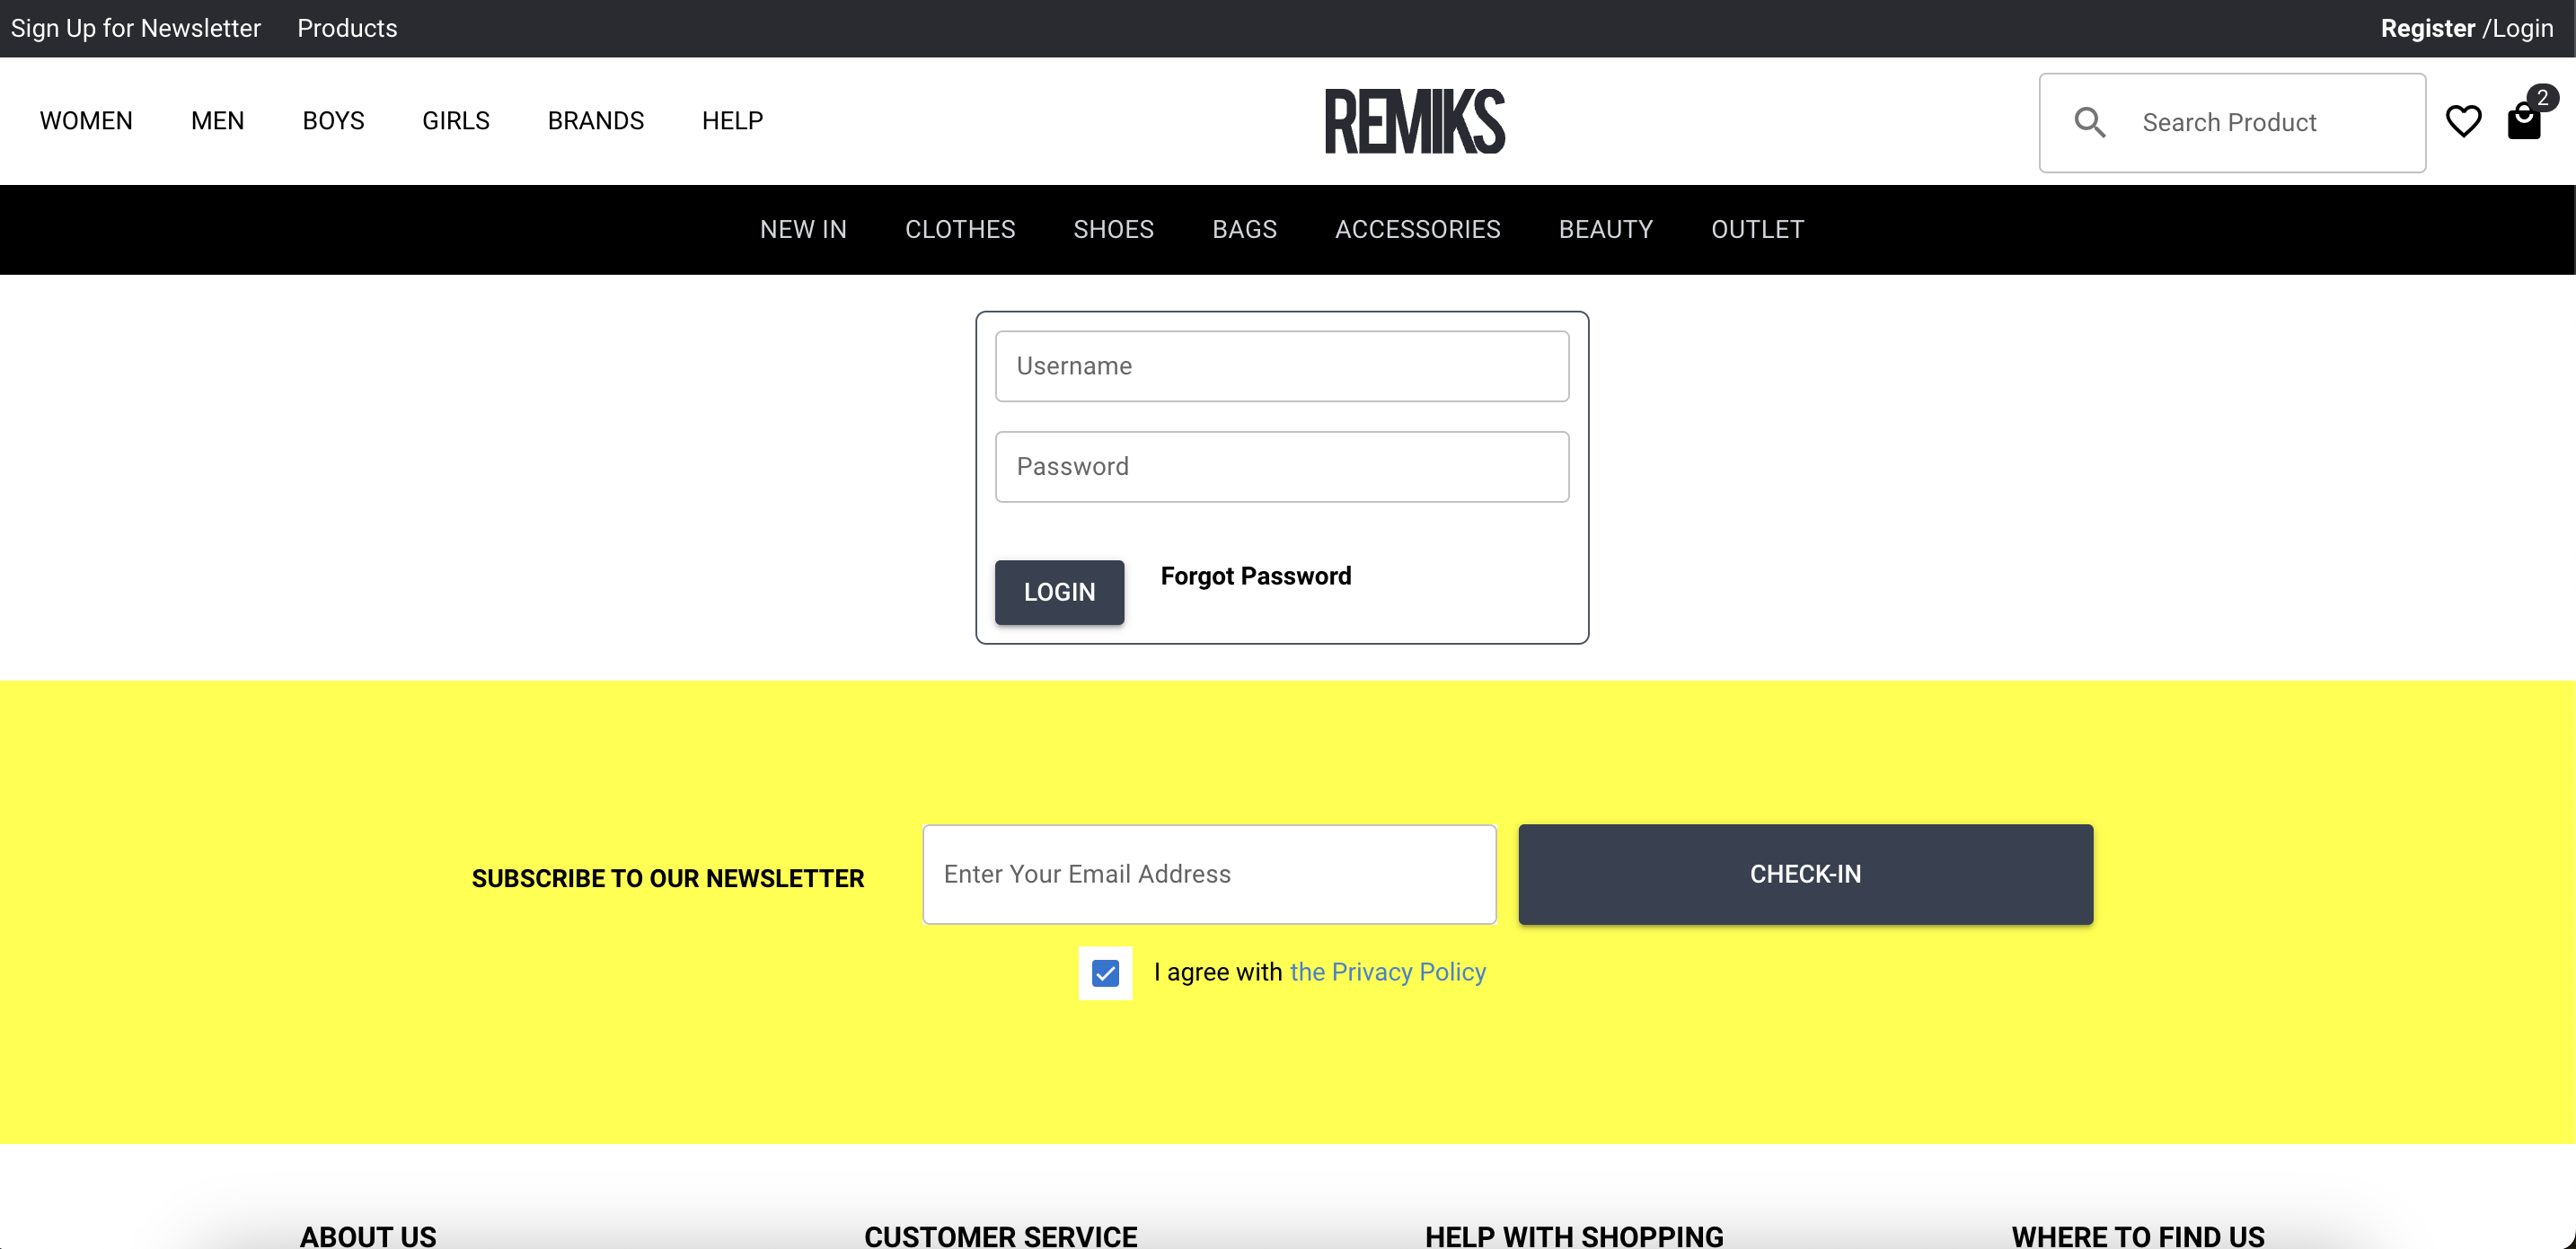 Sign Up for Newsletter Products Register /Login
WOMEN MEN BOYS GIRLS BRANDS HELP REMIKS Search Product 2
NEW IN CLOTHES SHOES BAGS ACCESSORIES BEAUTY OUTLET
Username
Password
LOGIN Forgot Password
SUBSCRIBE TO OUR NEWSLETTER Enter Your Email Address CHECK-IN
I agree with the Privacy Policy
ABOUT US CUSTOMER SERVICE HELP WITH SHOPPING WHERE TO FIND US